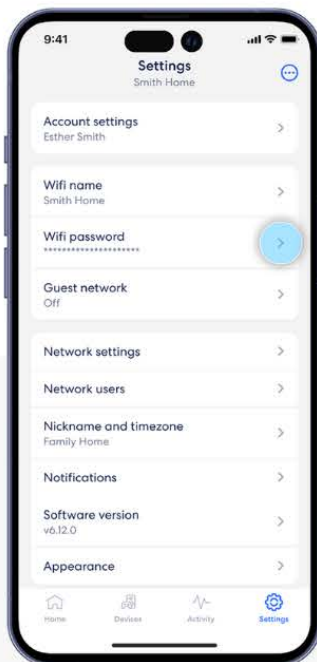 9:41
Settings
Smith Home
Account settings
Esther Smith
Wifi name
Smith Home
Wifi password
********************
Guest network
Off
Network settings
Network users
Nickname and timezone
Family Home
Notifications
Software version
v6.12.0
Appearance
Home Devices Activity Settings